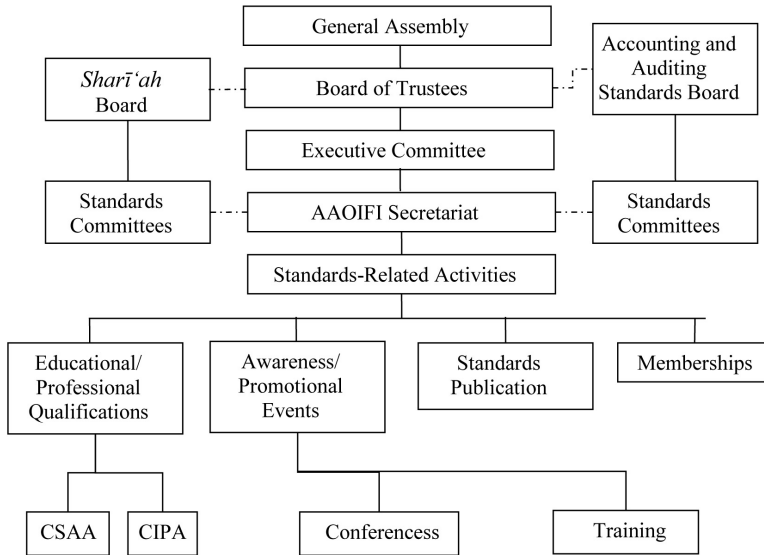 General Assembly
Sharī‘ah
Board
Board of Trustees
Accounting and
Auditing
Standards Board
Executive Committee
Standards
Committees
AAOIFI Secretariat
Standards
Committees
Standards-Related Activities
Educational/
Professional
Qualifications
Awareness/
Promotional
Events
Standards
Publication
Memberships
CSAA
CIPA
Conferencess
Training